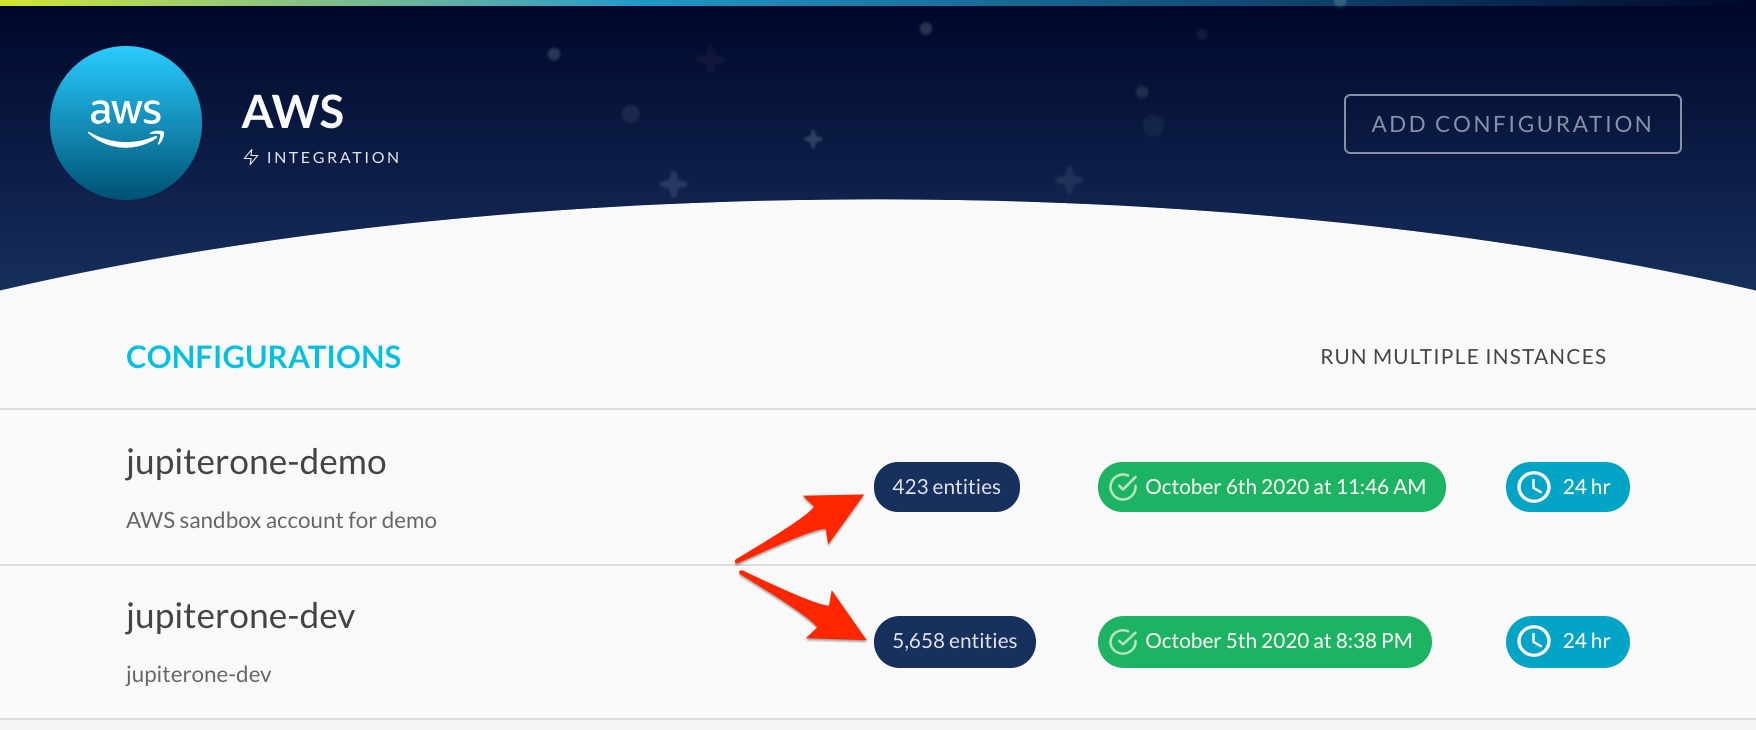 aws
AWS
INTEGRATION
ADD CONFIGURATION
CONFIGURATIONS
RUN MULTIPLE INSTANCES
jupiterone-demo
423 entities
October 6th 2020 at 11:46 AM
24 hr
AWS sandbox account for demo
jupiterone-dev
5,658 entities
October 5th 2020 at 8:38 PM
24 hr
jupiterone-dev